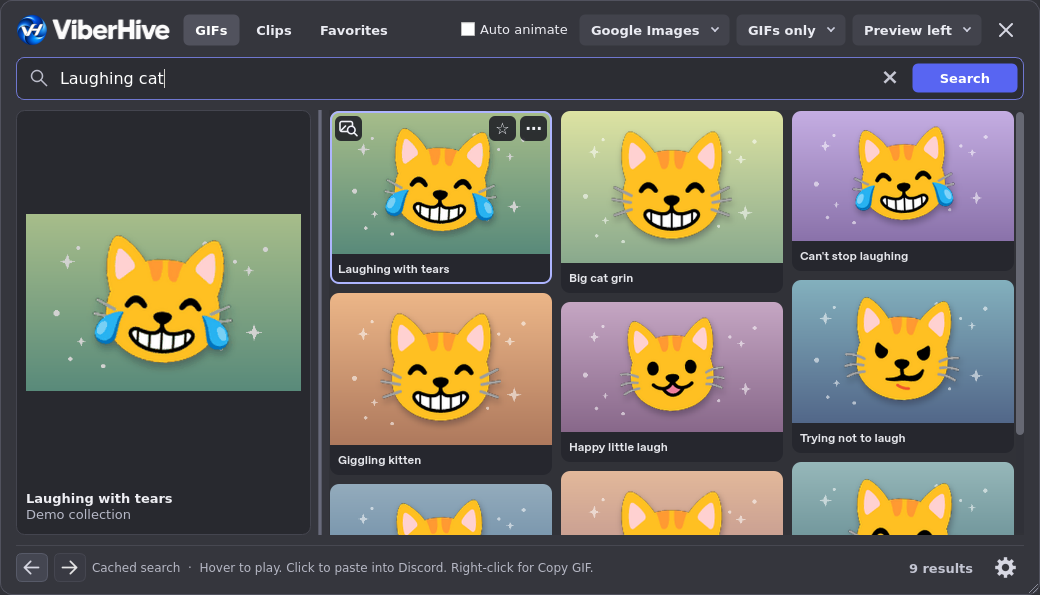 VH ViberHive GIFs Clips Favorites Auto animate Google Images GIFs only Preview left
Laughing cat Search
Laughing with tears
Demo collection
Laughing with tears
Big cat grin
Can't stop laughing
Giggling kitten
Happy little laugh
Trying not to laugh
Cached search · Hover to play. Click to paste into Discord. Right-click for Copy GIF. 9 results